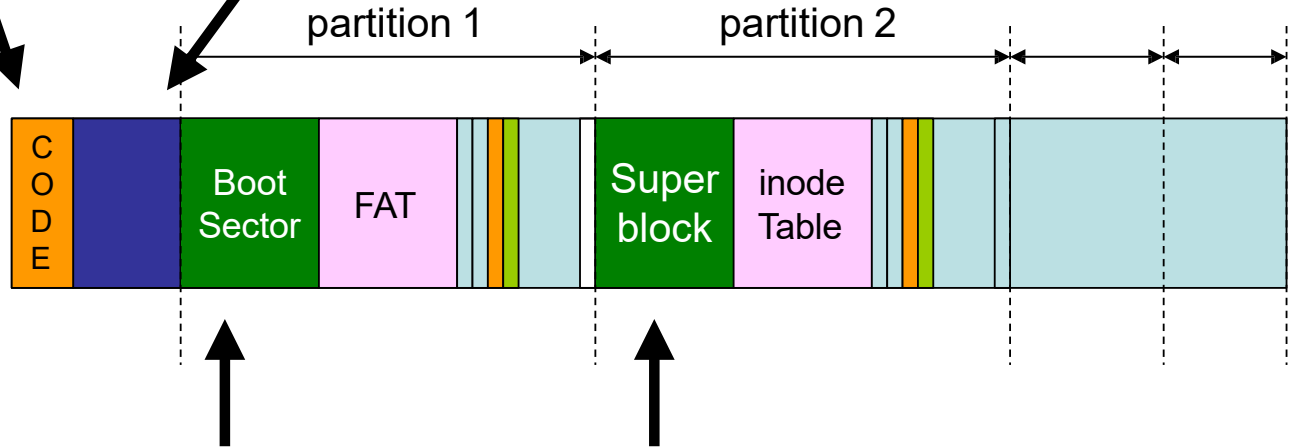 partition 1
partition 2
C
O
D
E
Boot
Sector
FAT
Super
block
inode
Table